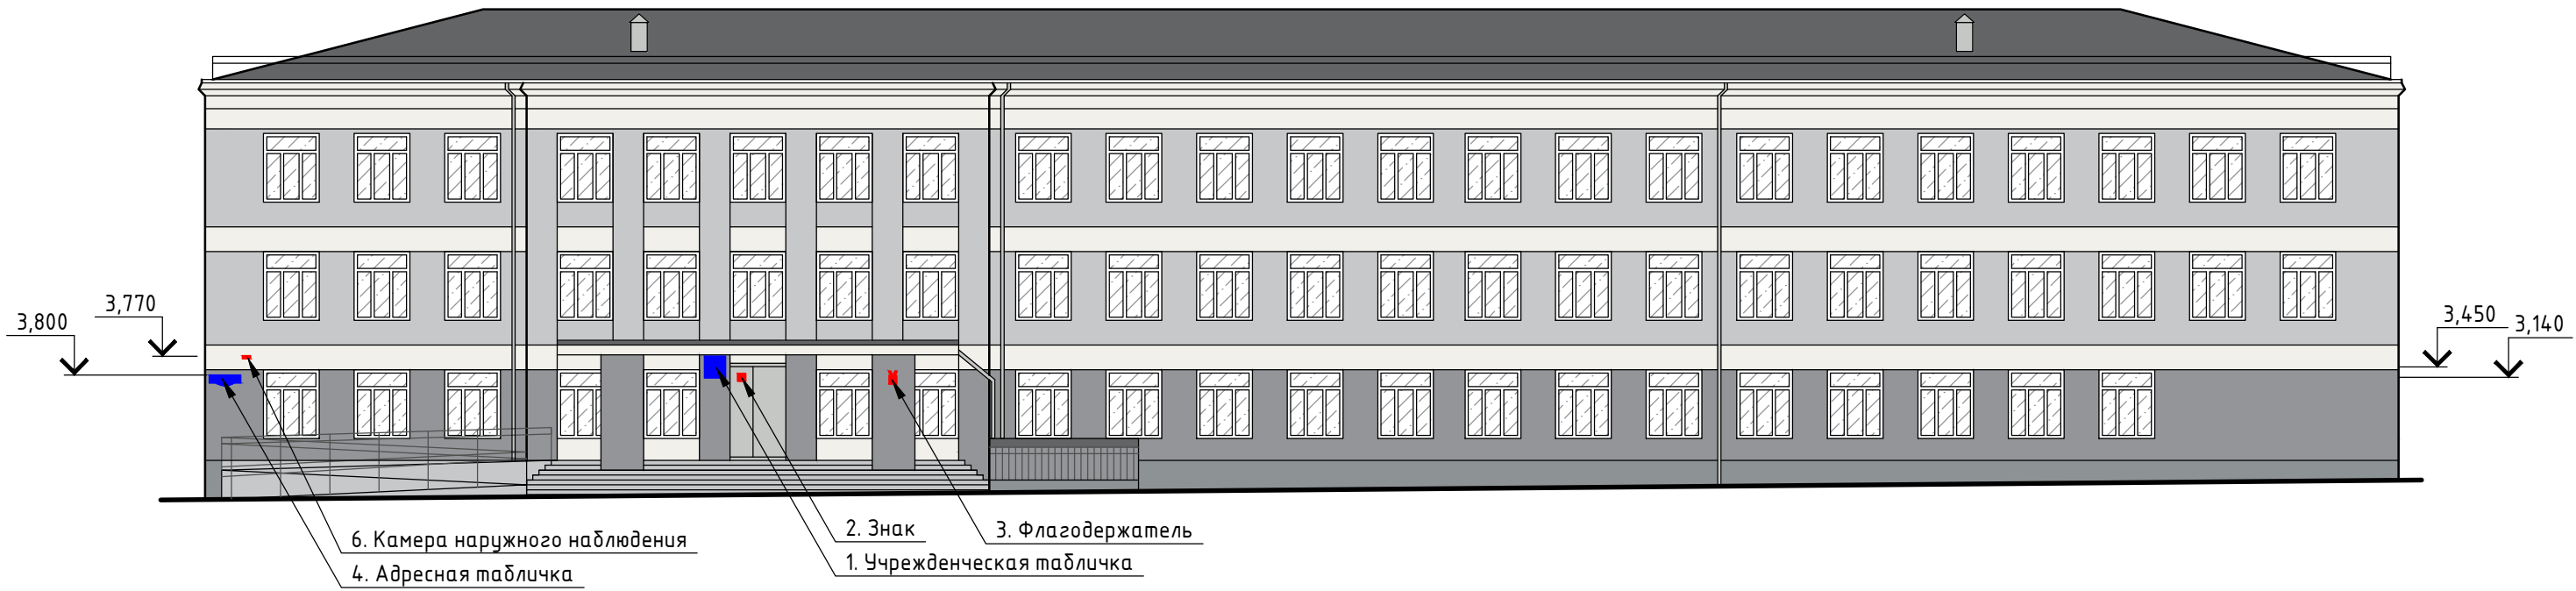 3,770
3,800
3,450
3,140
6. Камера наружного наблюдения
4. Адресная табличка
2. Знак
1. Учрежденческая табличка
3. Флагодержатель